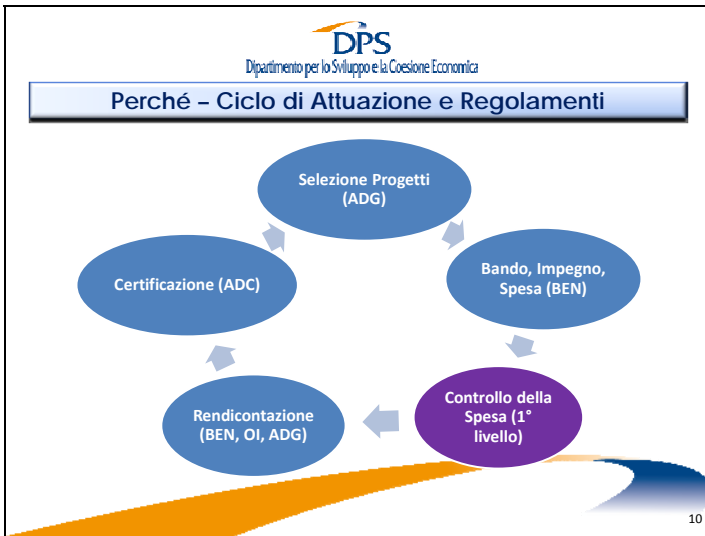 DPS
Dipartimento per lo Sviluppo e la Coesione Economica
Perché – Ciclo di Attuazione e Regolamenti
Selezione Progetti
(ADG)
Bando, Impegno,
Spesa (BEN)
Controllo della
Spesa (1°
livello)
Rendicontazione
(BEN, OI, ADG)
Certificazione (ADC)
10